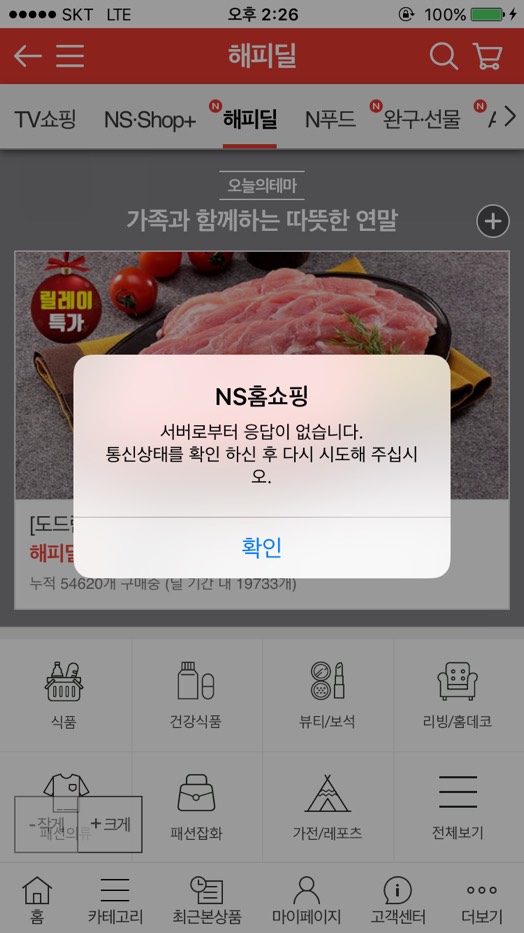 SKT LTE
오후 2:26
100%
해피딜
TV쇼핑
NS·Shop+
N
해피딜
N푸드
N
완구·선물
N
오늘의테마
가족과 함께하는 따뜻한 연말
릴레이
특가
NS홈쇼핑
서버로부터 응답이 없습니다.
통신상태를 확인 하신 후 다시 시도해 주십시
오.
확인
해피딜
누적 54620개 구매중 (딜 기간 내 19733개)
식품
건강식품
뷰티/보석
리빙/홈데코
-작게
+크게
패션의류
패션잡화
가전/레포츠
전체보기
홈
카테고리
최근본상품
마이페이지
고객센터
더보기